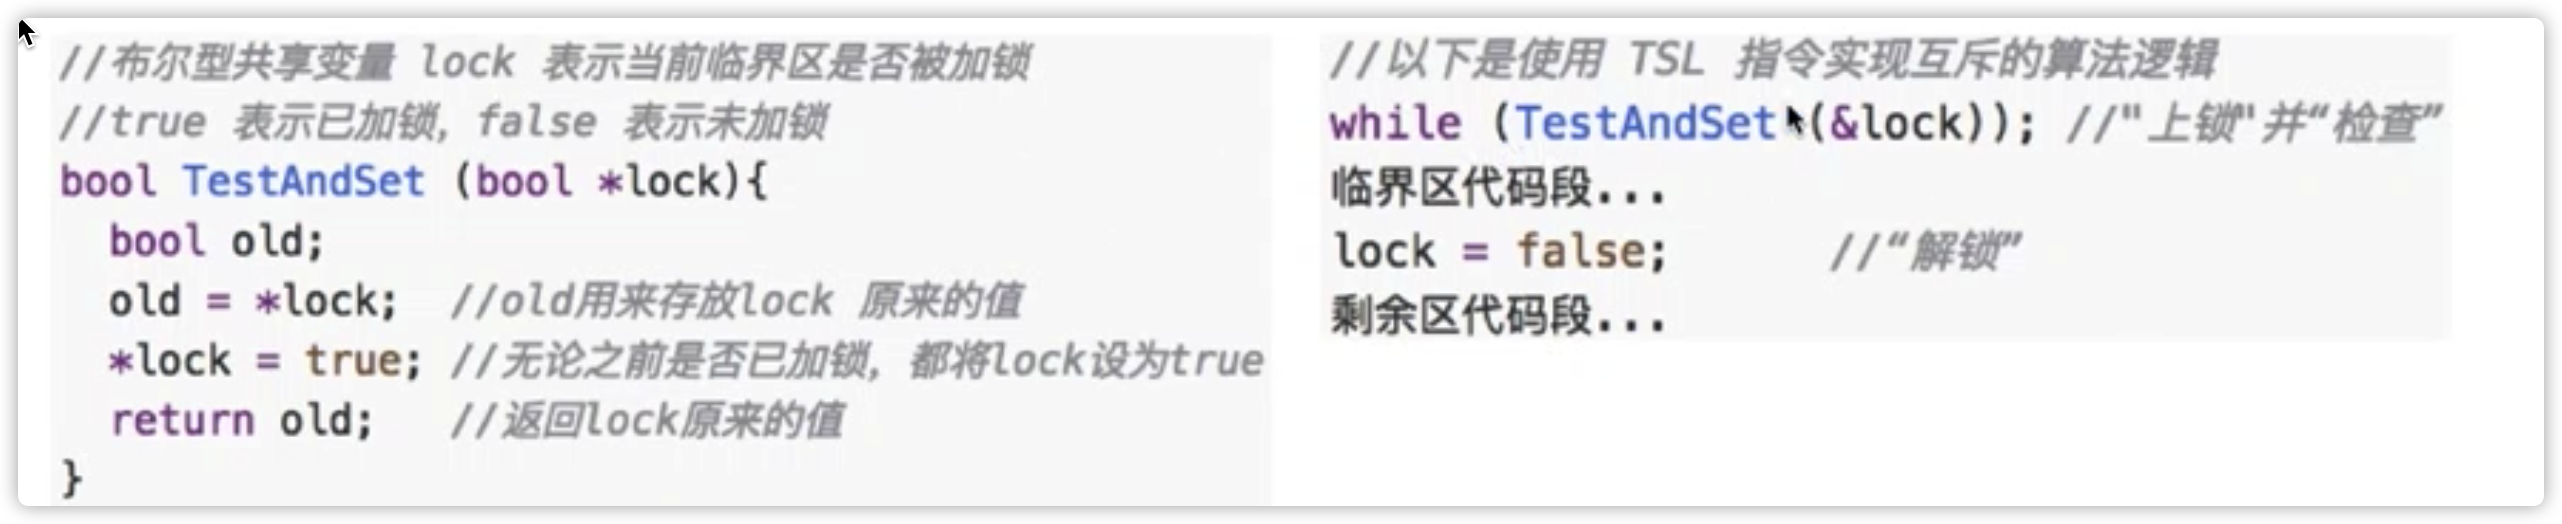 //布尔型共享变量 lock 表示当前临界区是否被加锁
//true 表示已加锁，false 表示未加锁
bool TestAndSet (bool *lock){
  bool old;
  old = *lock;  //old用来存放lock 原来的值
  *lock = true; //无论之前是否已加锁，都将lock设为true
  return old;   //返回lock原来的值
}
//以下是使用 TSL 指令实现互斥的算法逻辑
while (TestAndSet (&lock)); //"上锁"并“检查”
临界区代码段...
lock = false;     //“解锁”
剩余区代码段...